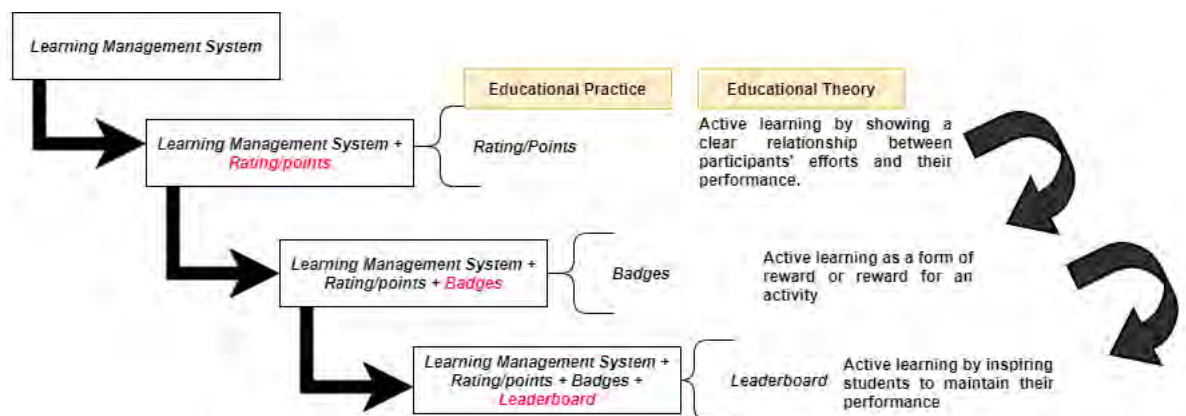 Learning Management System
Educational Practice
Educational Theory
Learning Management System +
Rating/points
Rating/Points
Active learning by showing a
clear relationship between
participants' efforts and their
performance.
Learning Management System +
Rating/points + Badges
Badges
Active learning as a form of
reward or reward for an
activity
Learning Management System +
Rating/points + Badges +
Leaderboard
Leaderboard
Active learning by inspiring
students to maintain their
performance